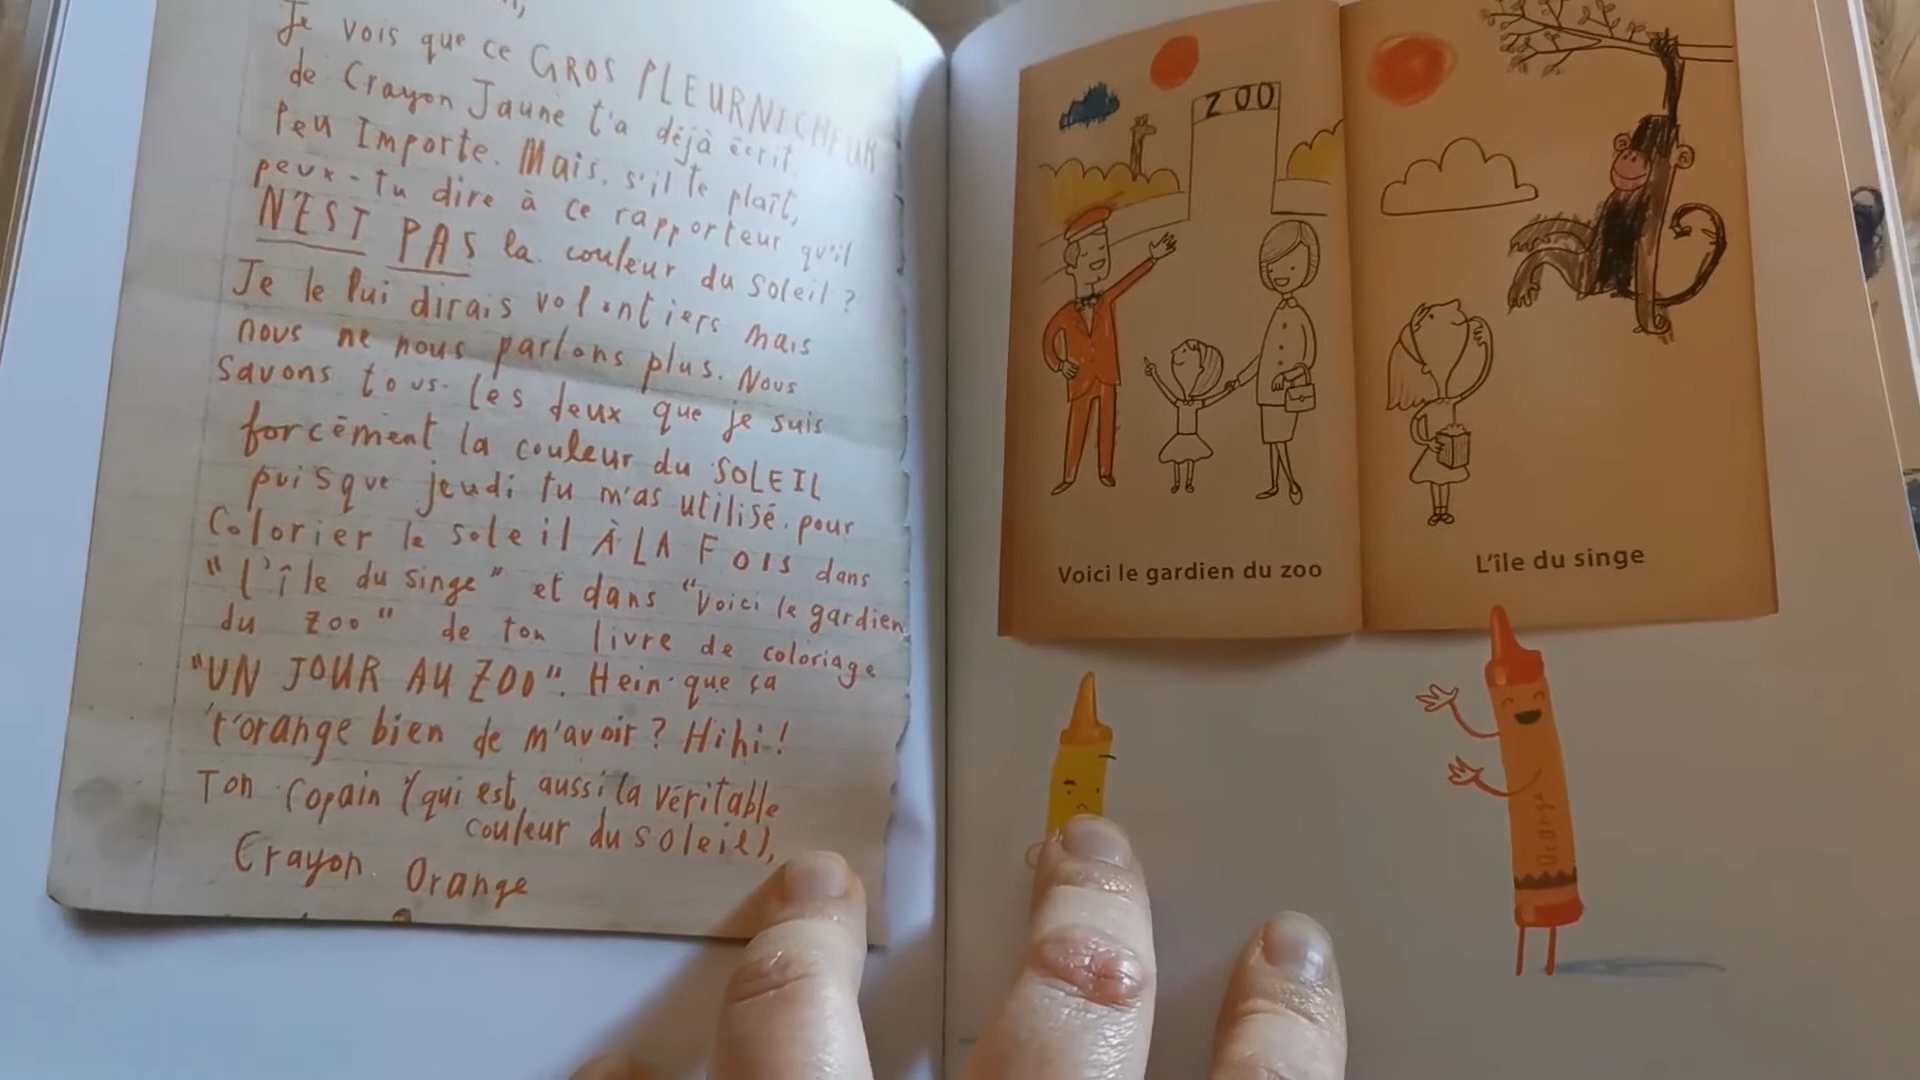 Je vois que ce GROS PLEURNICHEUR
de Crayon Jaune t'a déjà écrit.
Peu Importe. Mais, s'il te plaît,
peux-tu dire à ce rapporteur qu'il
N'EST PAS la couleur du soleil ?
Je le lui dirais volontiers mais
nous ne nous parlons plus. Nous
savons tous les deux que je suis
forcément la couleur du SOLEIL
puisque jeudi tu m'as utilisé pour
colorier le soleil À LA FOIS dans
"l'île du singe" et dans "Voici le gardien
du zoo" de ton livre de coloriage
"UN JOUR AU ZOO". Hein que ça
t'orange bien de m'avoir ? Hihi !
Ton Copain (qui est aussi la véritable
couleur du soleil),
Crayon Orange
ZOO
Voici le gardien du zoo
L'île du singe
Orange